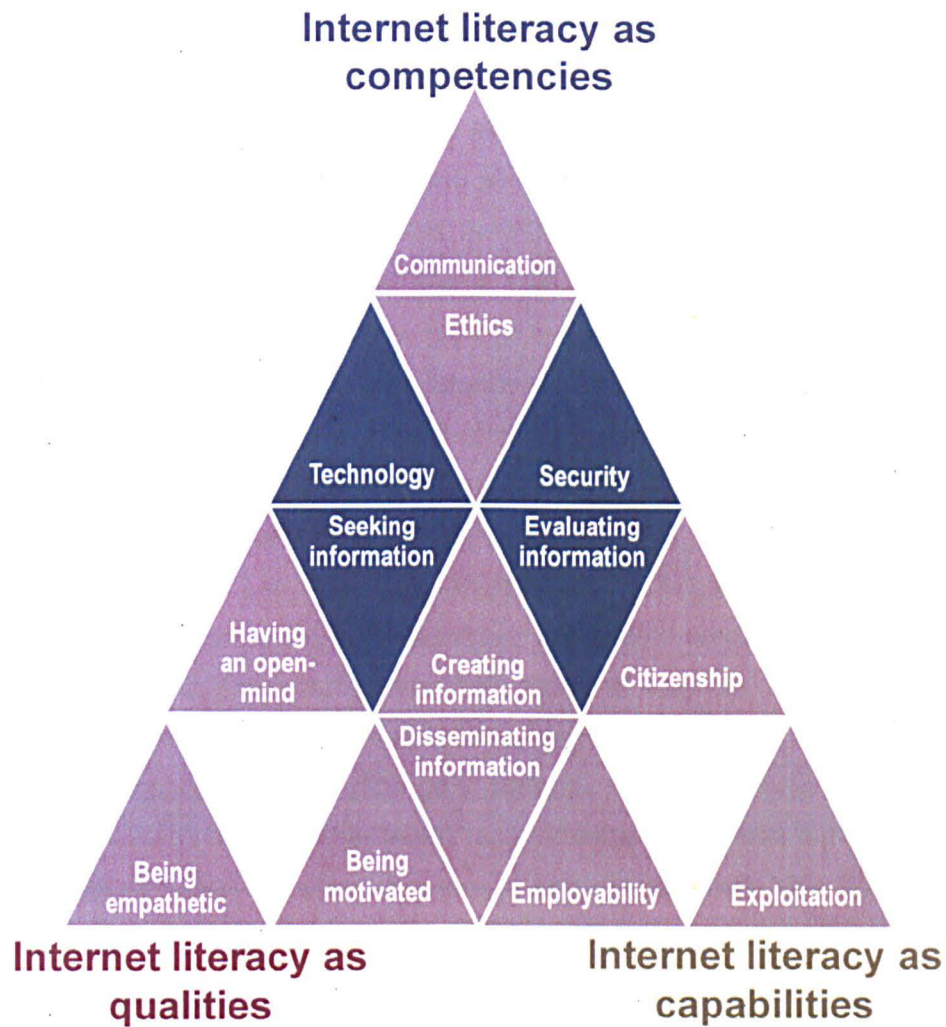 Internet literacy as
competencies
Communication
Ethics
Technology
Security
Seeking
information
Evaluating
information
Having
an open-
mind
Creating
information
Citizenship
Disseminating
information
Being
empathetic
Being
motivated
Employability
Exploitation
Internet literacy as
qualities
Internet literacy as
capabilities